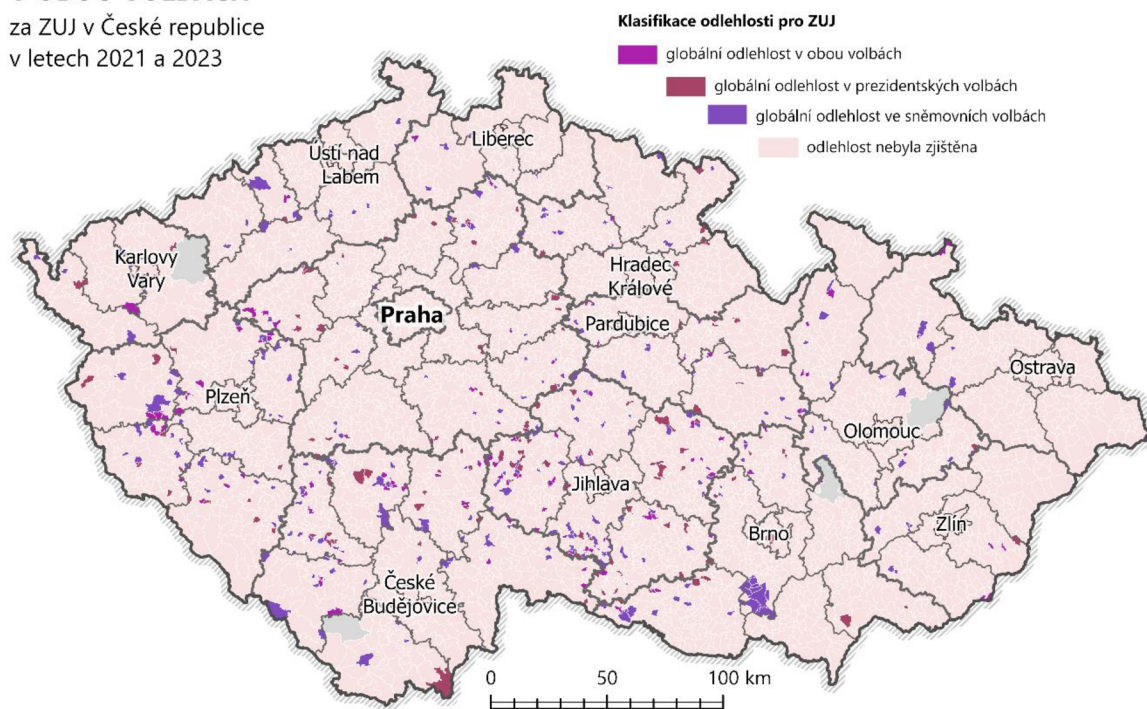 za ZUJ v České republice
v letech 2021 a 2023
Klasifikace odlehlosti pro ZUJ
globální odlehlost v obou volbách
globální odlehlost v prezidentských volbách
globální odlehlost ve sněmovních volbách
odlehlost nebyla zjištěna
Liberec
Ústí nad
Labem
Karlovy
Vary
Hradec
Králové
Praha
Pardubice
Ostrava
Plzeň
Olomouc
Jihlava
Brno
Zlín
České
Budějovice
0 50 100 km